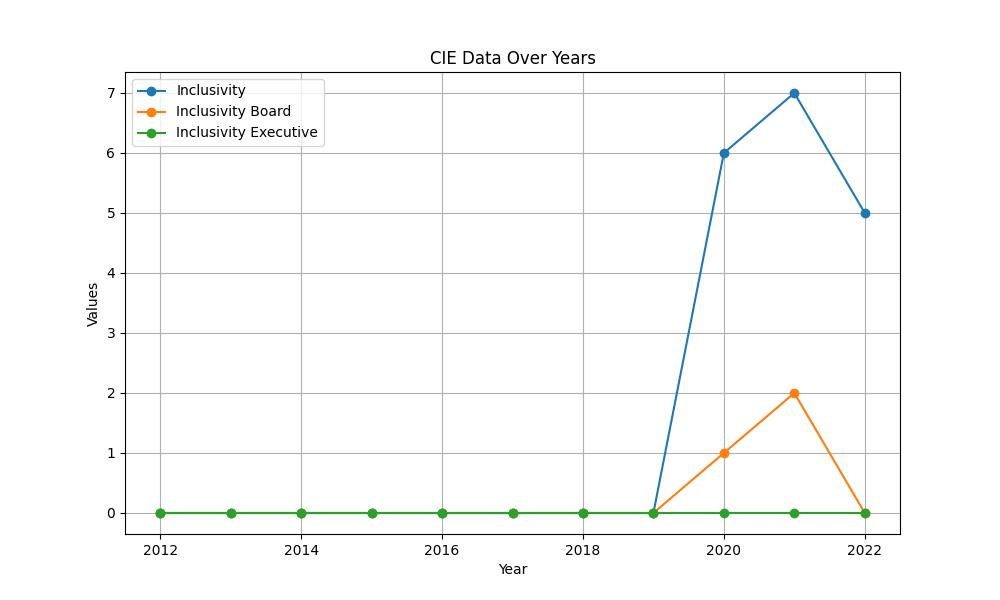 CIE Data Over Years
Inclusivity
Inclusivity Board
Inclusivity Executive
Values
7
6
5
4
3
2
1
0
2012 2014 2016 2018 2020 2022
Year